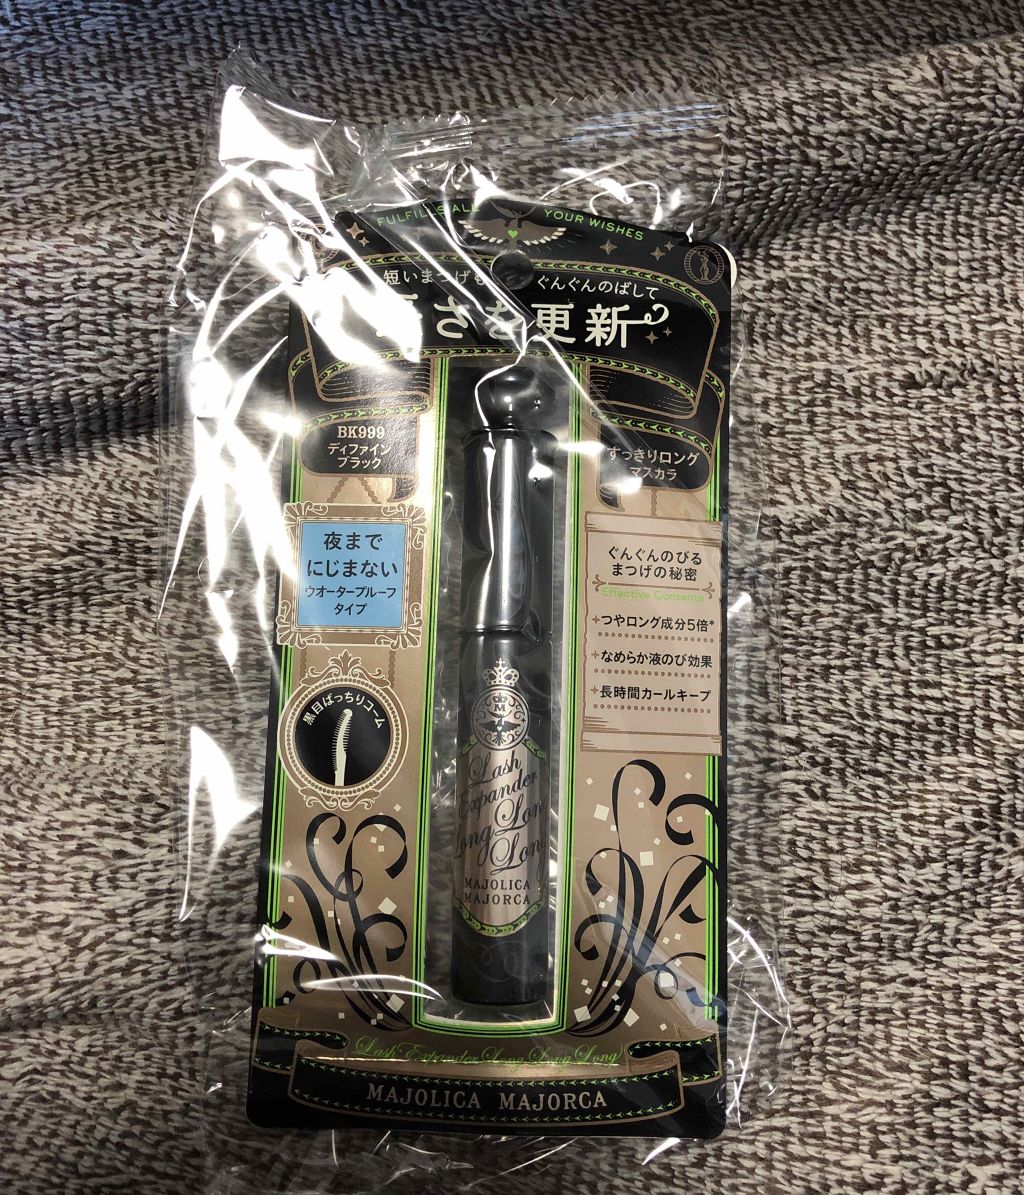 FULFILLS ALL YOUR WISHES
短いまつげも ぐんぐんのばして
さを更新
BK999
ディファイン
ブラック
すっきりロング
マスカラ
夜まで
にじまない
ウオータープルーフ
タイプ
ぐんぐんのびる
まつげの秘密
Effective Contents
つやロング成分5倍*
なめらか液のび効果
長時間カールキープ
黒目ぱっちりコーム
M
Lash
Expander
Long Long
Long
MAJOLICA
MAJORCA
Lash Expander Long Long Long
MAJOLICA MAJORCA